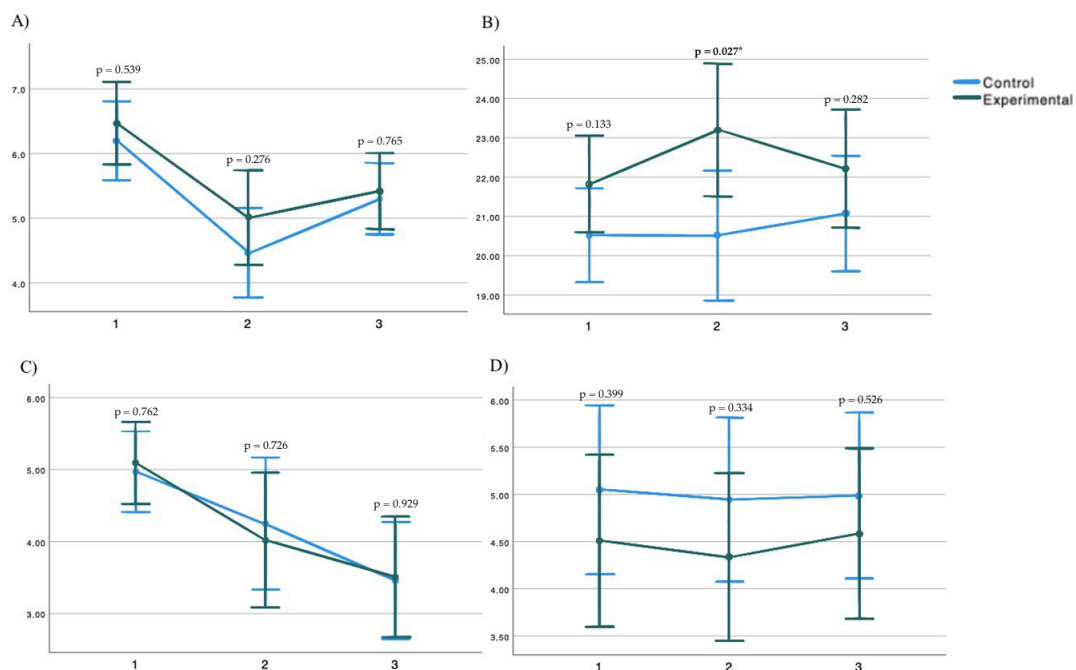 A)
p = 0.539
7.0
p = 0.765
p = 0.276
6.0
5.0
4.0
1 2 3
B)
p = 0.027*
25.00
24.00
p = 0.282
p = 0.133
23.00
22.00
21.00
20.00
19.00
1 2 3
Control
Experimental
C)
6.00
p = 0.762
p = 0.726
5.00
p = 0.929
4.00
3.00
1 2 3
D)
p = 0.399
6.00
p = 0.334
p = 0.526
5.50
5.00
4.50
4.00
3.50
1 2 3